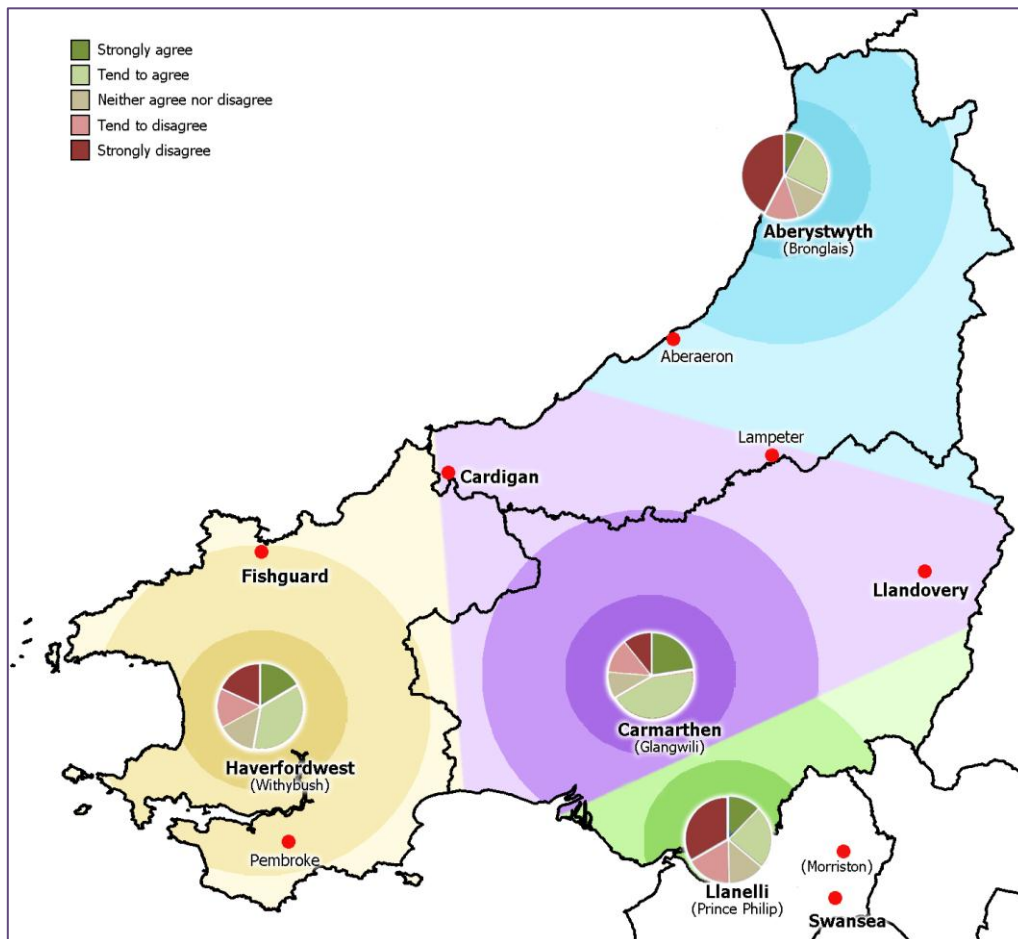 Strongly agree
Tend to agree
Neither agree nor disagree
Tend to disagree
Strongly disagree
Aberystwyth
(Bronglais)
Aberaeron
Lampeter
Cardigan
Fishguard
Llandovery
Carmarthen
(Glangwili)
Haverfordwest
(Withybush)
Pembroke
(Morriston)
Llanelli
(Prince Philip)
Swansea